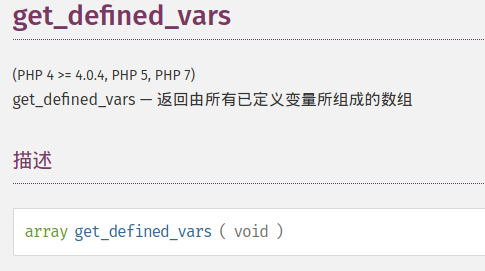 get_defined_vars
(PHP 4 >= 4.0.4, PHP 5, PHP 7)
get_defined_vars — 返回由所有已定义变量所组成的数组
描述
array get_defined_vars ( void )